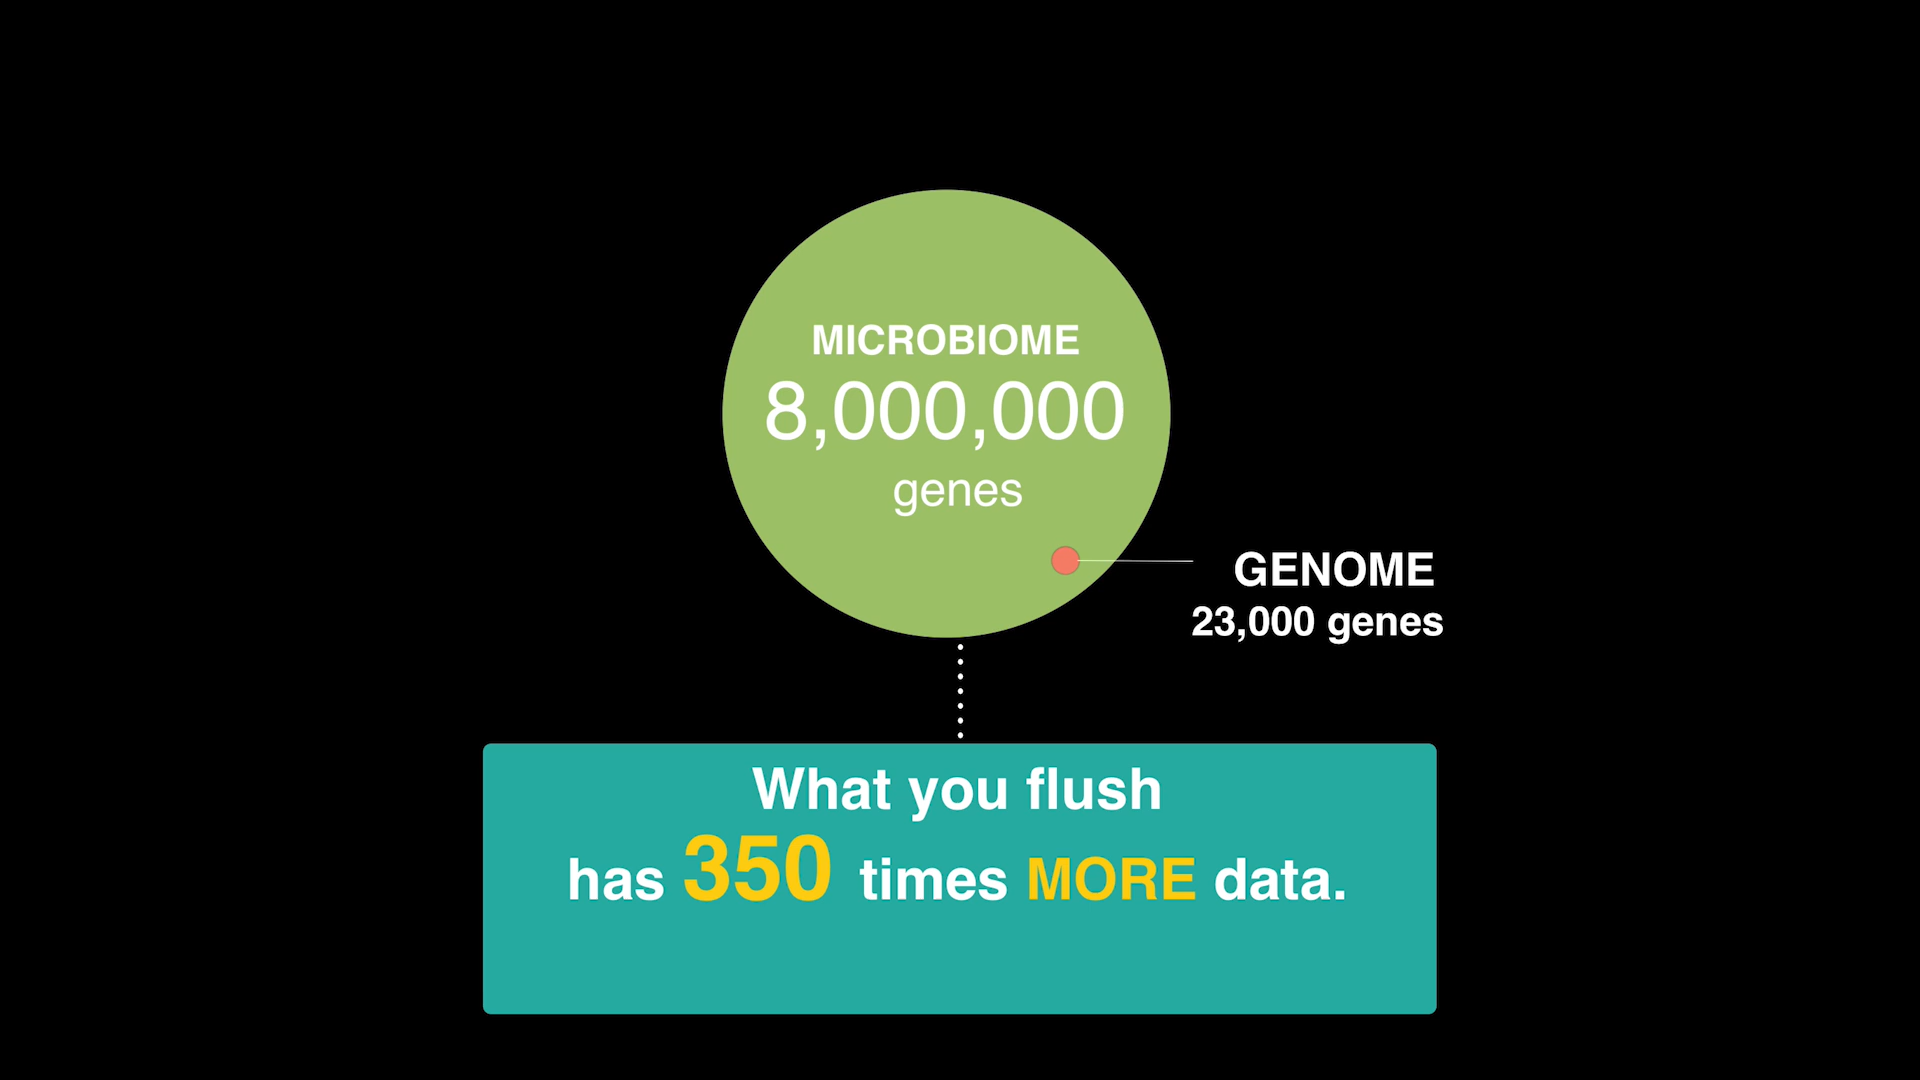 MICROBIOME
8,000,000
genes
GENOME
23,000 genes
What you flush
has 350 times MORE data.